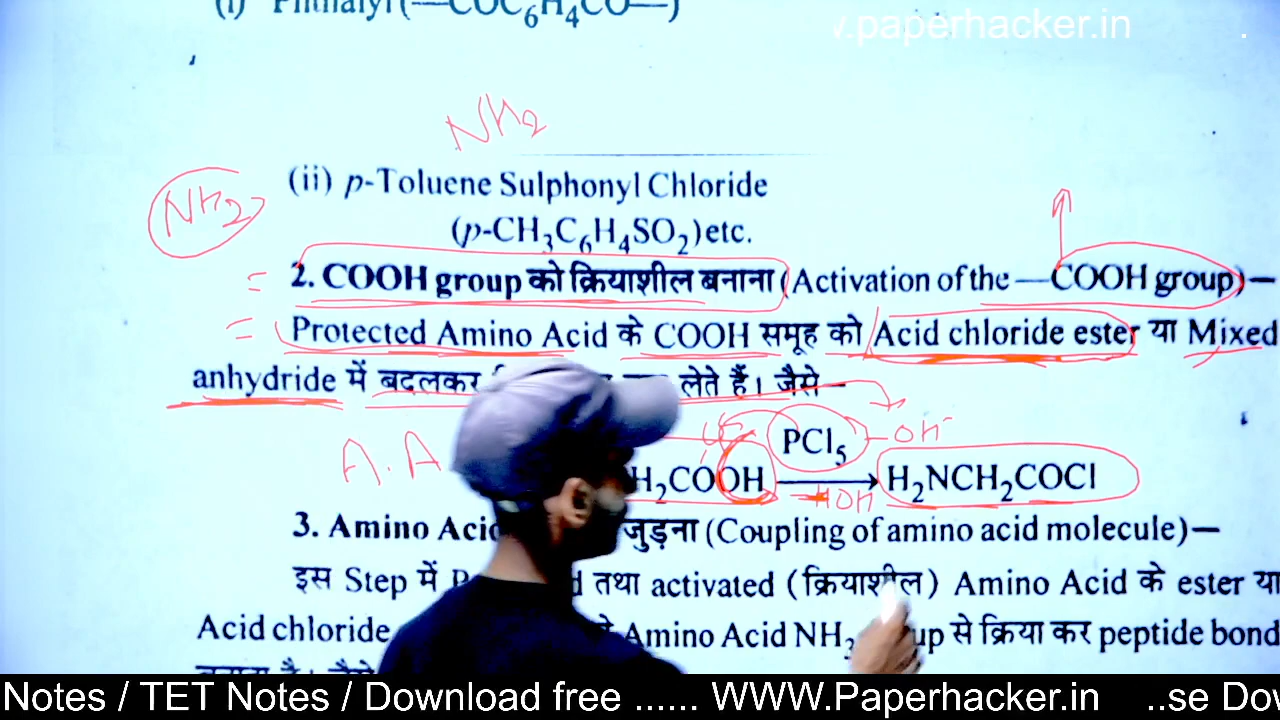 (i) Phthalyl (—COC6H4CO—)
.paperhacker.in
NH2
(ii) p-Toluene Sulphonyl Chloride
NH2
(p-CH3C6H4SO2) etc.
2. COOH group को क्रियाशील बनाना (Activation of the —COOH group)—
Protected Amino Acid के COOH समूह को Acid chloride ester या Mixed
anhydride में बदलकर लेते हैं। जैसे—
PCl5 — OH
A.A
H2COOH ⟶ H2NCH2COCl
OH
3. Amino Acid जुड़ना (Coupling of amino acid molecule)—
इस Step में तथा activated (क्रियाशील) Amino Acid के ester या
Acid chloride Amino Acid NH2 से क्रिया कर peptide bond
Notes / TET Notes / Download free ...... WWW.Paperhacker.in ..se Dow